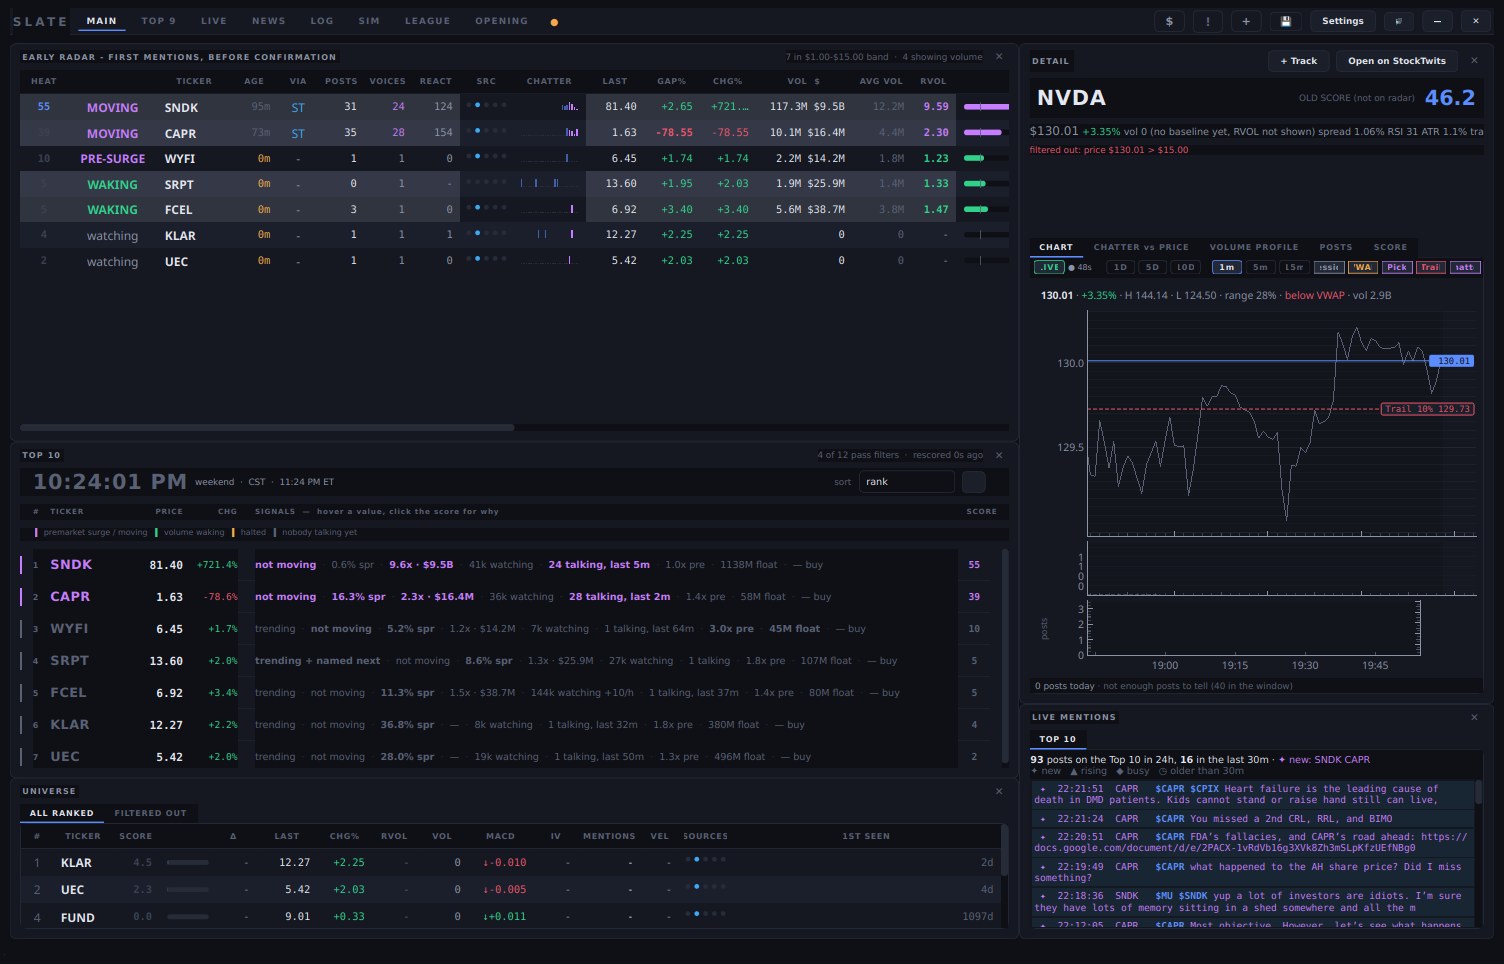 SLATE MAIN TOP 9 LIVE NEWS LOG SIM LEAGUE OPENING $ ! + Settings – ×
EARLY RADAR - FIRST MENTIONS, BEFORE CONFIRMATION 7 in $1.00-$15.00 band · 4 showing volume ×
HEAT TICKER AGE VIA POSTS VOICES REACT SRC CHATTER LAST GAP% CHG% VOL $ AVG VOL RVOL
55 MOVING SNDK 95m ST 31 24 124 81.40 +2.65 +721.… 117.3M $9.5B 12.2M 9.59
MOVING CAPR 73m ST 35 28 154 1.63 -78.55 -78.55 10.1M $16.4M 4.4M 2.30
10 PRE-SURGE WYFI 0m - 1 1 0 6.45 +1.74 +1.74 2.2M $14.2M 1.8M 1.23
5 WAKING SRPT 0m - 0 1 - 13.60 +1.95 +2.03 1.9M $25.9M 1.4M 1.33
5 WAKING FCEL 0m - 3 1 0 6.92 +3.40 +3.40 5.6M $38.7M 3.8M 1.47
4 watching KLAR 0m - 1 1 1 12.27 +2.25 +2.25 0 0 -
2 watching UEC 0m - 1 1 0 5.42 +2.03 +2.03 0 0 -
TOP 10 4 of 12 pass filters · rescored 0s ago ×
10:24:01 PM weekend · CST · 11:24 PM ET sort rank
# TICKER PRICE CHG SIGNALS — hover a value, click the score for why SCORE
premarket surge / moving volume waking halted nobody talking yet
1 SNDK 81.40 +721.4% not moving · 0.6% spr · 9.6x · $9.5B · 41k watching · 24 talking, last 5m · 1.0x pre · 1138M float · — buy 55
2 CAPR 1.63 -78.6% not moving · 16.3% spr · 2.3x · $16.4M · 36k watching · 28 talking, last 2m · 1.4x pre · 58M float · — buy 39
3 WYFI 6.45 +1.7% trending · not moving · 5.2% spr · 1.2x · $14.2M · 7k watching · 1 talking, last 64m · 3.0x pre · 45M float · — buy 10
4 SRPT 13.60 +2.0% trending + named next · not moving · 8.6% spr · 1.3x · $25.9M · 27k watching · 1 talking · 1.8x pre · 107M float · — buy 5
5 FCEL 6.92 +3.4% trending · not moving · 11.3% spr · 1.5x · $38.7M · 144k watching +10/h · 1 talking, last 37m · 1.4x pre · 80M float · — buy 5
6 KLAR 12.27 +2.2% trending · not moving · 36.8% spr · — · 8k watching · 1 talking, last 32m · 1.8x pre · 380M float · — buy 4
7 UEC 5.42 +2.0% trending · not moving · 28.0% spr · — · 19k watching · 1 talking, last 50m · 1.3x pre · 496M float · — buy 2
UNIVERSE ×
ALL RANKED FILTERED OUT
# TICKER SCORE Δ LAST CHG% RVOL VOL MACD IV MENTIONS VEL SOURCES 1ST SEEN
1 KLAR 4.5 - 12.27 +2.25 - 0 ↓-0.010 - - - 2d
2 UEC 2.3 - 5.42 +2.03 - 0 ↓-0.005 - - - 4d
4 FUND 0.0 - 9.01 +0.33 - 0 ↓+0.011 - - - 1097d
DETAIL + Track Open on StockTwits ×
NVDA OLD SCORE (not on radar) 46.2
$130.01 +3.35% vol 0 (no baseline yet, RVOL not shown) spread 1.06% RSI 31 ATR 1.1% tra
filtered out: price $130.01 > $15.00
CHART CHATTER vs PRICE VOLUME PROFILE POSTS SCORE
.IVE ● 48s 1D 5D 10D 1m 5m 15m essic 'WA Pick Trail hatt
130.01 · +3.35% · H 144.14 · L 124.50 · range 28% · below VWAP · vol 2.9B
130.0
130.01
Trail 10% 129.73
129.5
1
1
0
0
3
2
1
0
posts
19:00 19:15 19:30 19:45
0 posts today · not enough posts to tell (40 in the window)
LIVE MENTIONS ×
TOP 10
93 posts on the Top 10 in 24h, 16 in the last 30m · ✦ new: SNDK CAPR
✦ new ▲ rising ◆ busy ◷ older than 30m
✦ 22:21:51 CAPR $CAPR $CPIX Heart failure is the leading cause of
death in DMD patients. Kids cannot stand or raise hand still can live,
✦ 22:21:24 CAPR $CAPR You missed a 2nd CRL, RRL, and BIMO
✦ 22:20:51 CAPR $CAPR FDA's fallacies, and CAPR's road ahead: https://
docs.google.com/document/d/e/2PACX-1vRdVb16g3XVk8Zh3mSLpKfzUEfNBg0
✦ 22:19:49 CAPR $CAPR what happened to the AH share price? Did I miss
something?
✦ 22:18:36 SNDK $MU $SNDK yup a lot of investors are idiots. I'm sure
they have lots of memory sitting in a shed somewhere and all the m
✦ 22:12:05 CAPR $CAPR Most objective. However, let's see what happens